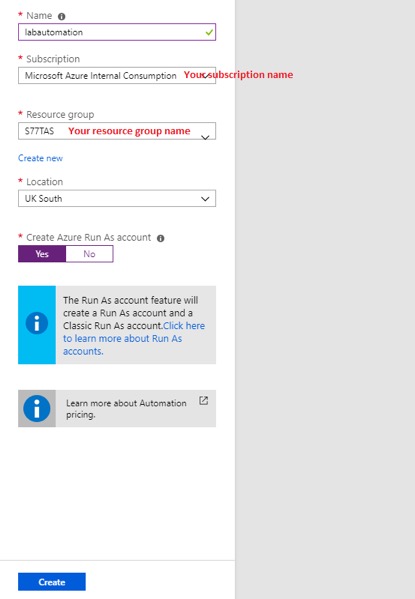 * Name
labautomation
* Subscription
Microsoft Azure Internal Consumption Your subscription name
* Resource group
S77TAS Your resource group name
Create new
* Location
UK South
* Create Azure Run As account
Yes No
The Run As account feature will
create a Run As account and a
Classic Run As account.Click here
to learn more about Run As
accounts.
Learn more about Automation
pricing.
Create